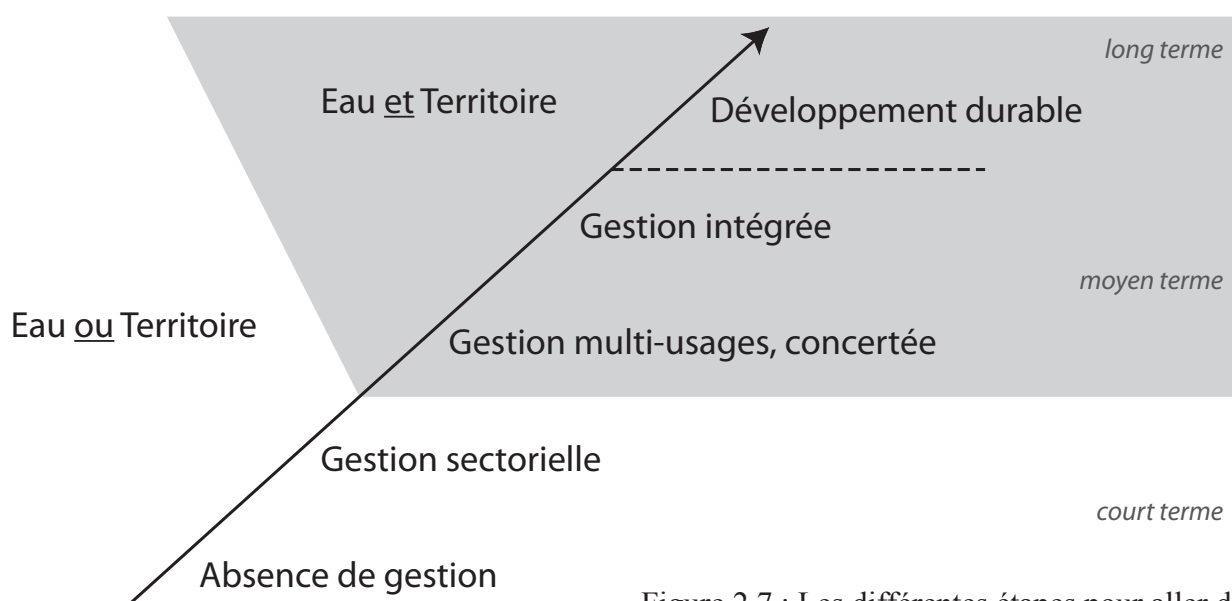 long terme
Eau et Territoire
Développement durable
Gestion intégrée
moyen terme
Eau ou Territoire
Gestion multi-usages, concertée
Gestion sectorielle
court terme
Absence de gestion
Figure 2.7 : Les différentes étapes pour aller d